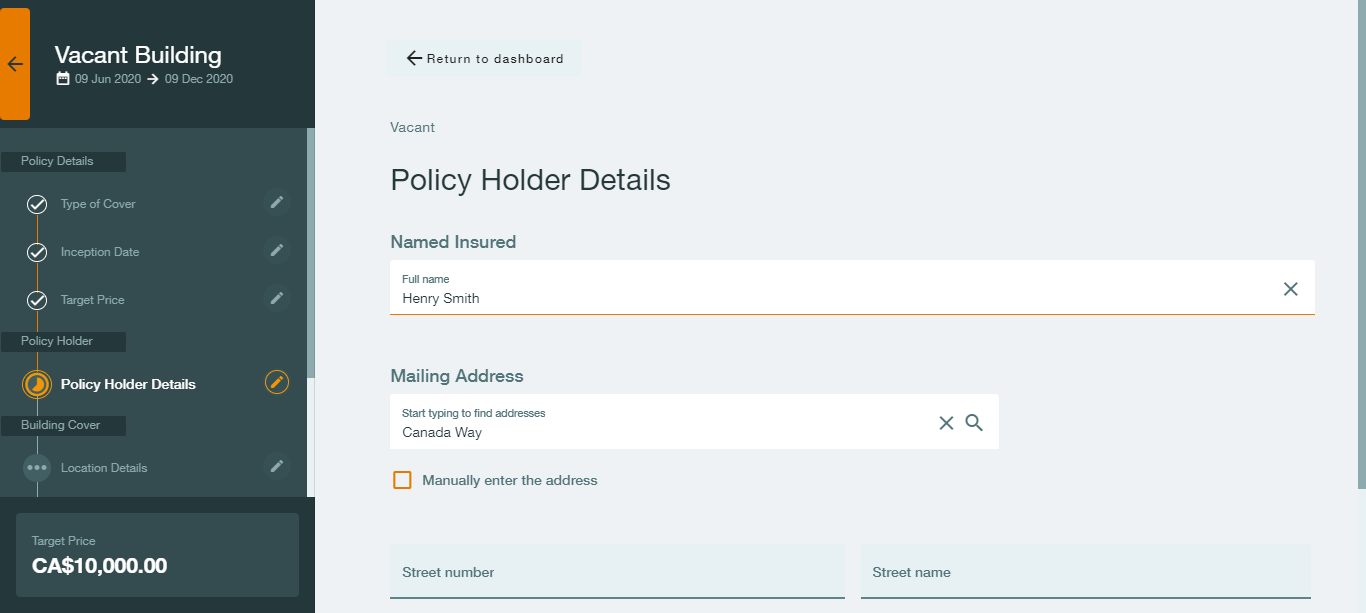 Vacant Building
09 Jun 2020 → 09 Dec 2020
Policy Details
Type of Cover
Inception Date
Target Price
Policy Holder
Policy Holder Details
Building Cover
Location Details
Target Price
CA$10,000.00
Return to dashboard
Vacant
Policy Holder Details
Named Insured
Full name
Henry Smith
Mailing Address
Start typing to find addresses
Canada Way
Manually enter the address
Street number
Street name